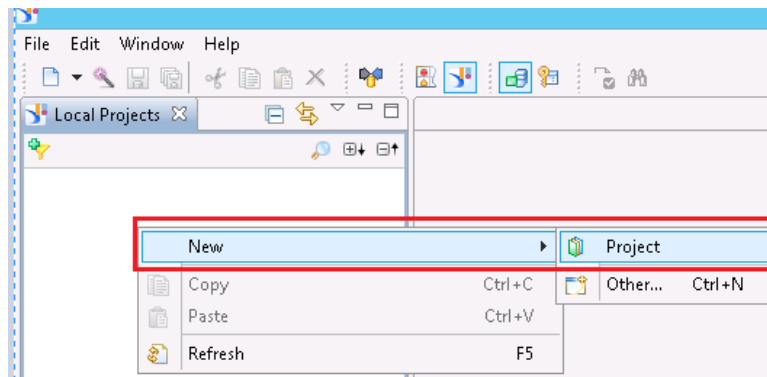 File Edit Window Help
Local Projects
New Project
Copy Ctrl+C Other... Ctrl+N
Paste Ctrl+V
Refresh F5